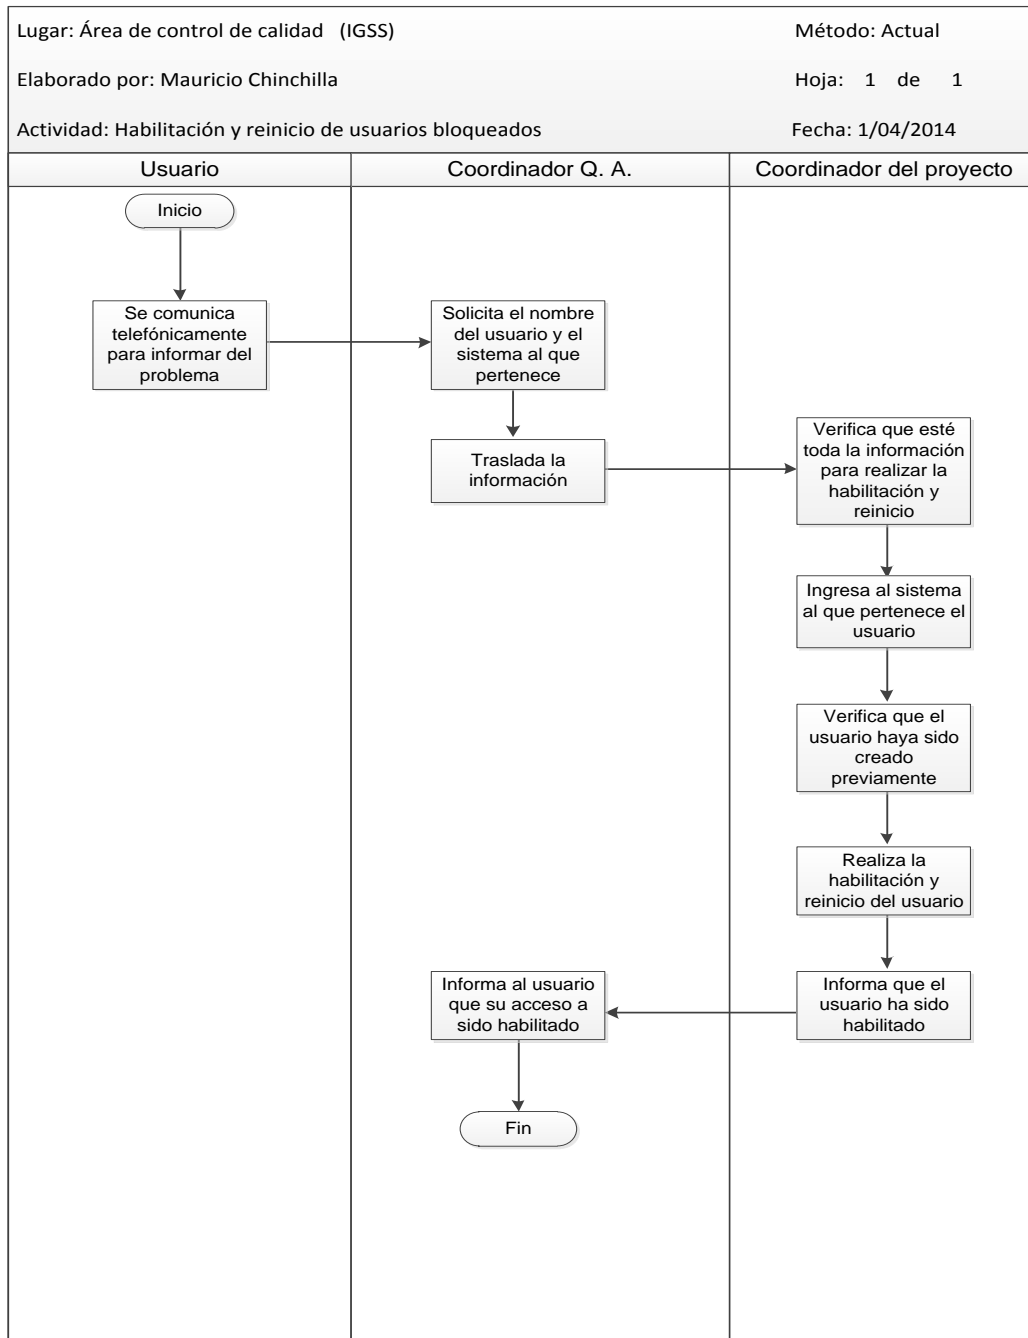 Lugar: Área de control de calidad (IGSS)
Método: Actual
Elaborado por: Mauricio Chinchilla
Hoja: 1 de 1
Actividad: Habilitación y reinicio de usuarios bloqueados
Fecha: 1/04/2014
Usuario
Coordinador Q. A.
Coordinador del proyecto
Inicio
Se comunica
telefónicamente
para informar del
problema
Solicita el nombre
del usuario y el
sistema al que
pertenece
Traslada la
información
Verifica que esté
toda la información
para realizar la
habilitación y
reinicio
Ingresa al sistema
al que pertenece el
usuario
Verifica que el
usuario haya sido
creado
previamente
Realiza la
habilitación y
reinicio del usuario
Informa que el
usuario ha sido
habilitado
Informa al usuario
que su acceso a
sido habilitado
Fin